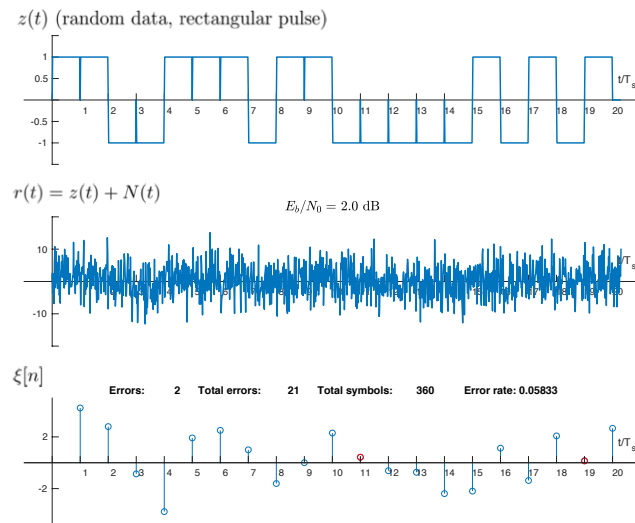 z(t) (random data, rectangular pulse)
1
0.5
-0.5
-1
1 2 3 4 5 6 7 8 9 10 11 12 13 14 15 16 17 18 19 20
t/T_s
r(t) = z(t) + N(t)
E_b/N_0 = 2.0 dB
10
-10
t/T_s
ξ[n]
Errors: 2 Total errors: 21 Total symbols: 360 Error rate: 0.05833
2
-2
1 2 3 4 5 6 7 8 9 10 11 12 13 14 15 16 17 18 19 20
t/T_s